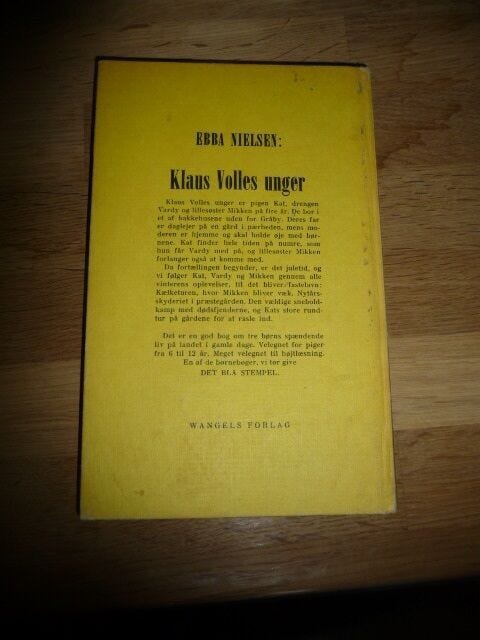 EBBA NIELSEN:
Klaus Volles unger
Klaus Volles unger er pigen Kat, drengen
Vardy og lillesøster Mikken på fire år. De bor i
et af bakkehusene uden for Gråby. Deres far
er daglejer på en gård i nærheden, mens mo-
deren er hjemme og skal holde øje med bør-
nene. Kat finder hele tiden på numre, som
hun får Vardy med på, og lillesøster Mikken
forlanger også at komme med.
Da fortællingen begynder, er det juletid, og
vi følger Kat, Vardy og Mikken gennem alle
vinterens oplevelser, til det bliver fastelavn:
Kælketuren, hvor Mikken bliver væk. Nytårs-
skyderiet i præstegården. Den vældige snebold-
kamp med dødsfjenderne, og Kats store rund-
tur på gårdene for at rasle ind.
Det er en god bog om tre børns spændende
liv på landet i gamle dage. Velegnet for piger
fra 6 til 12 år. Meget velegnet til højtlæsning.
En af de børnebøger, vi tør give
DET BLÅ STEMPEL.
WANGELS FORLAG